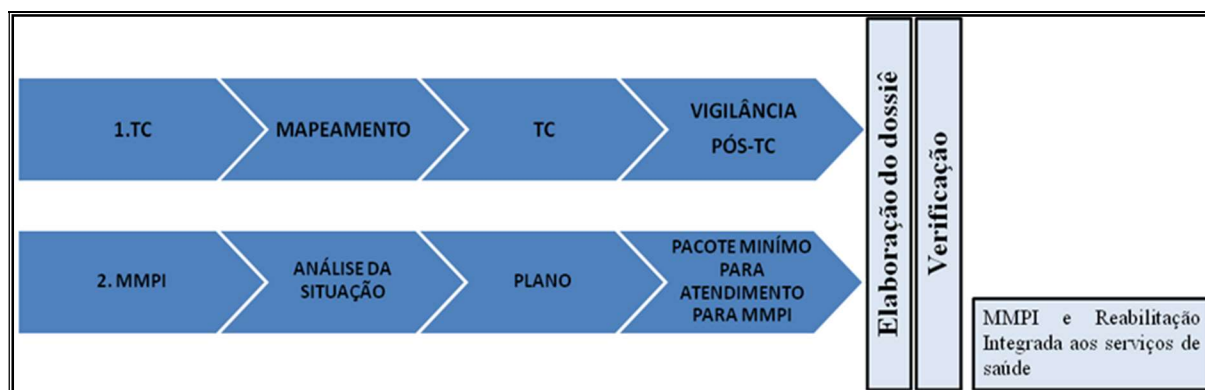 1.TC
MAPEAMENTO
TC
VIGILÂNCIA
PÓS-TC
2. MMPI
ANÁLISE DA
SITUAÇÃO
PLANO
PACOTE MINÍMO
PARA
ATENDIMENTO
PARA MMPI
Elaboração do dossiê
Verificação
MMPI e Reabilitação
Integrada aos serviços de
saúde